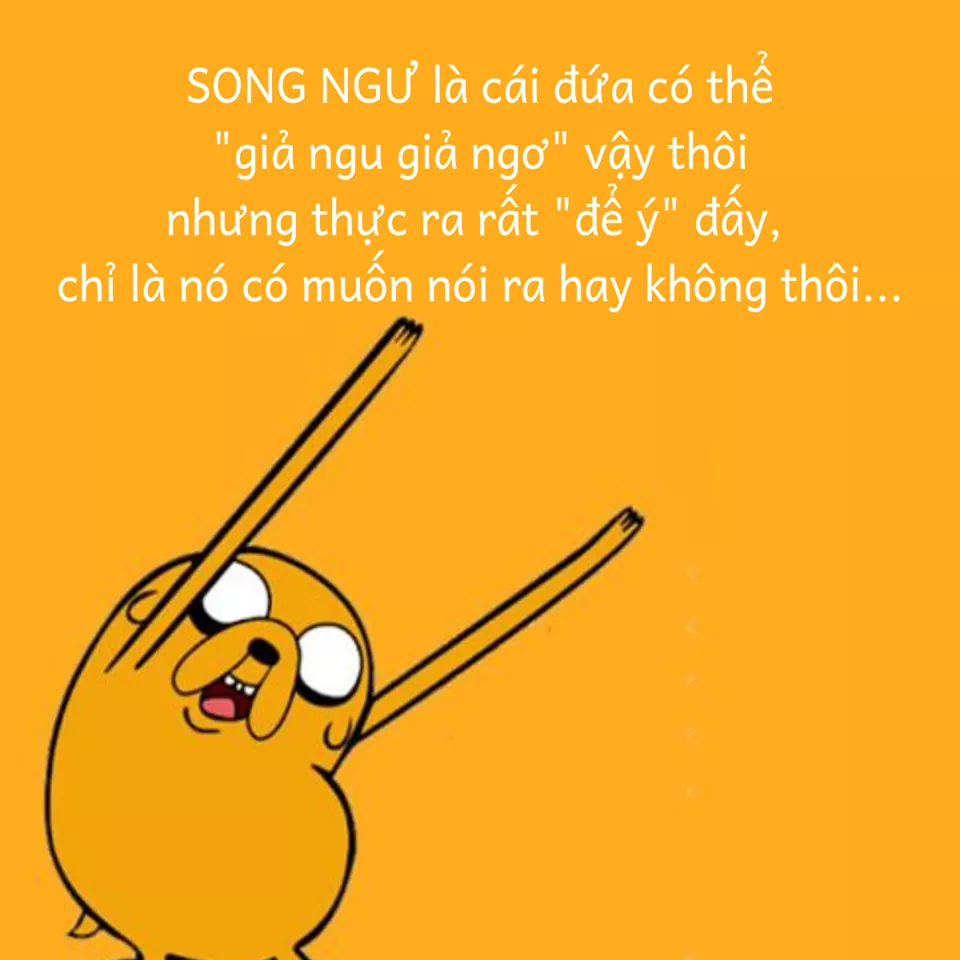 SONG NGƯ là cái đứa có thể
"giả ngu giả ngơ" vậy thôi
nhưng thực ra rất "để ý" đấy,
chỉ là nó có muốn nói ra hay không thôi...